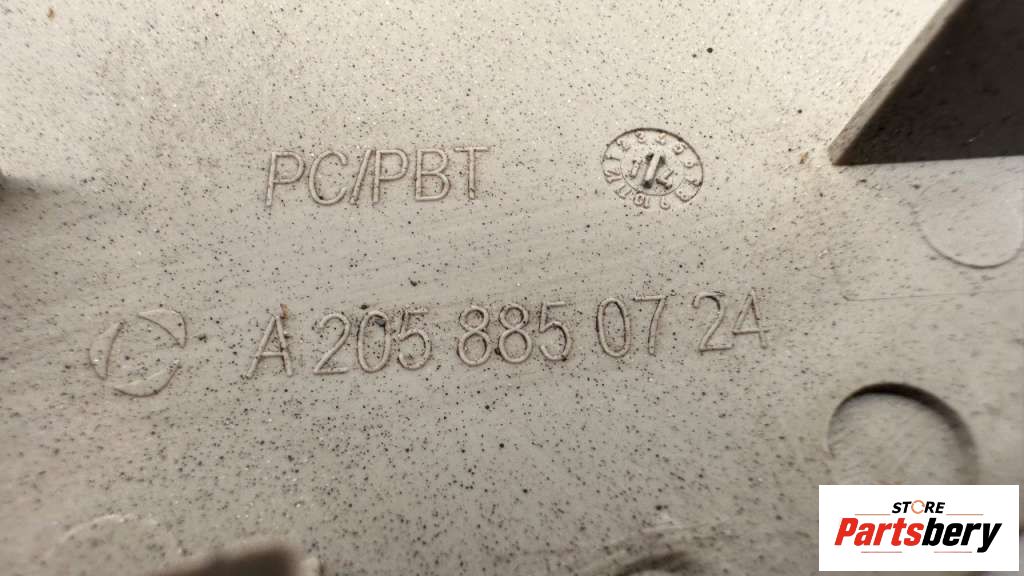 PC/PBT
A 205 885 07 24
STORE
Partsbery